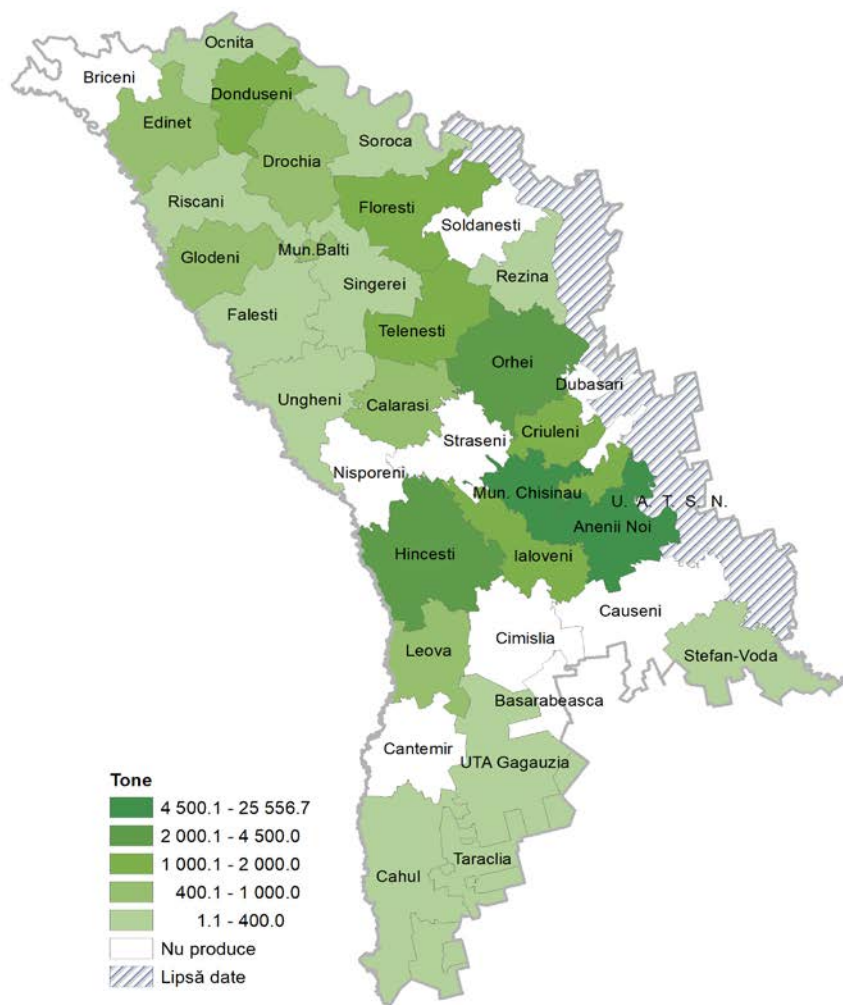 Ocnita
Briceni
Donduseni
Edinet
Soroca
Drochia
Riscani
Floresti
Soldanesti
Glodeni
Mun.Balti
Singerei
Rezina
Falesti
Telenesti
Orhei
Dubasari
Ungheni
Calarasi
Criuleni
Straseni
Nisporeni
Mun. Chisinau
U. A. T. S. N.
Anenii Noi
Hincesti
Ialoveni
Causeni
Cimislia
Leova
Stefan-Voda
Basarabeasca
Cantemir
UTA Gagauzia
Taraclia
Cahul
Tone
4 500.1 - 25 556.7
2 000.1 - 4 500.0
1 000.1 - 2 000.0
400.1 - 1 000.0
1.1 - 400.0
Nu produce
Lipsă date